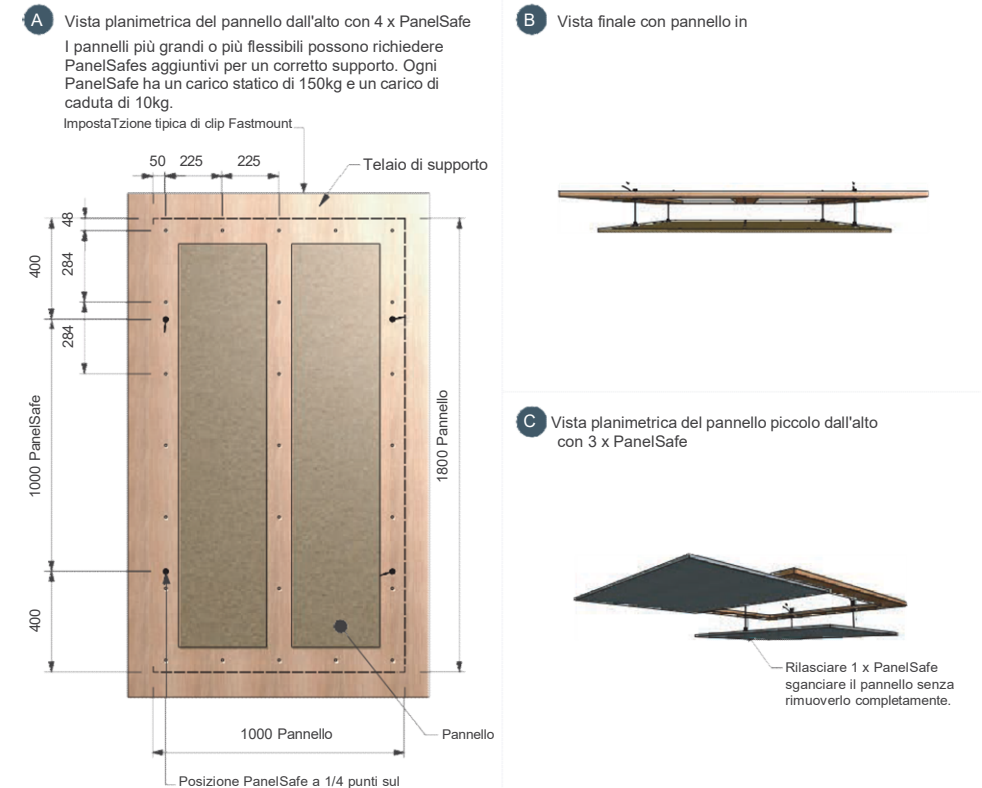 A Vista planimetrica del pannello dall'alto con 4 x PanelSafe
I pannelli più grandi o più flessibili possono richiedere
PanelSafes aggiuntivi per un corretto supporto. Ogni
PanelSafe ha un carico statico di 150kg e un carico di
caduta di 10kg.
ImpostaTzione tipica di clip Fastmount
50 225 225
Telaio di supporto
48
400
284
284
1000 PanelSafe
1800 Pannello
400
1000 Pannello
Pannello
Posizione PanelSafe a 1/4 punti sul
B Vista finale con pannello in
C Vista planimetrica del pannello piccolo dall'alto
con 3 x PanelSafe
Rilasciare 1 x PanelSafe
sganciare il pannello senza
rimuoverlo completamente.